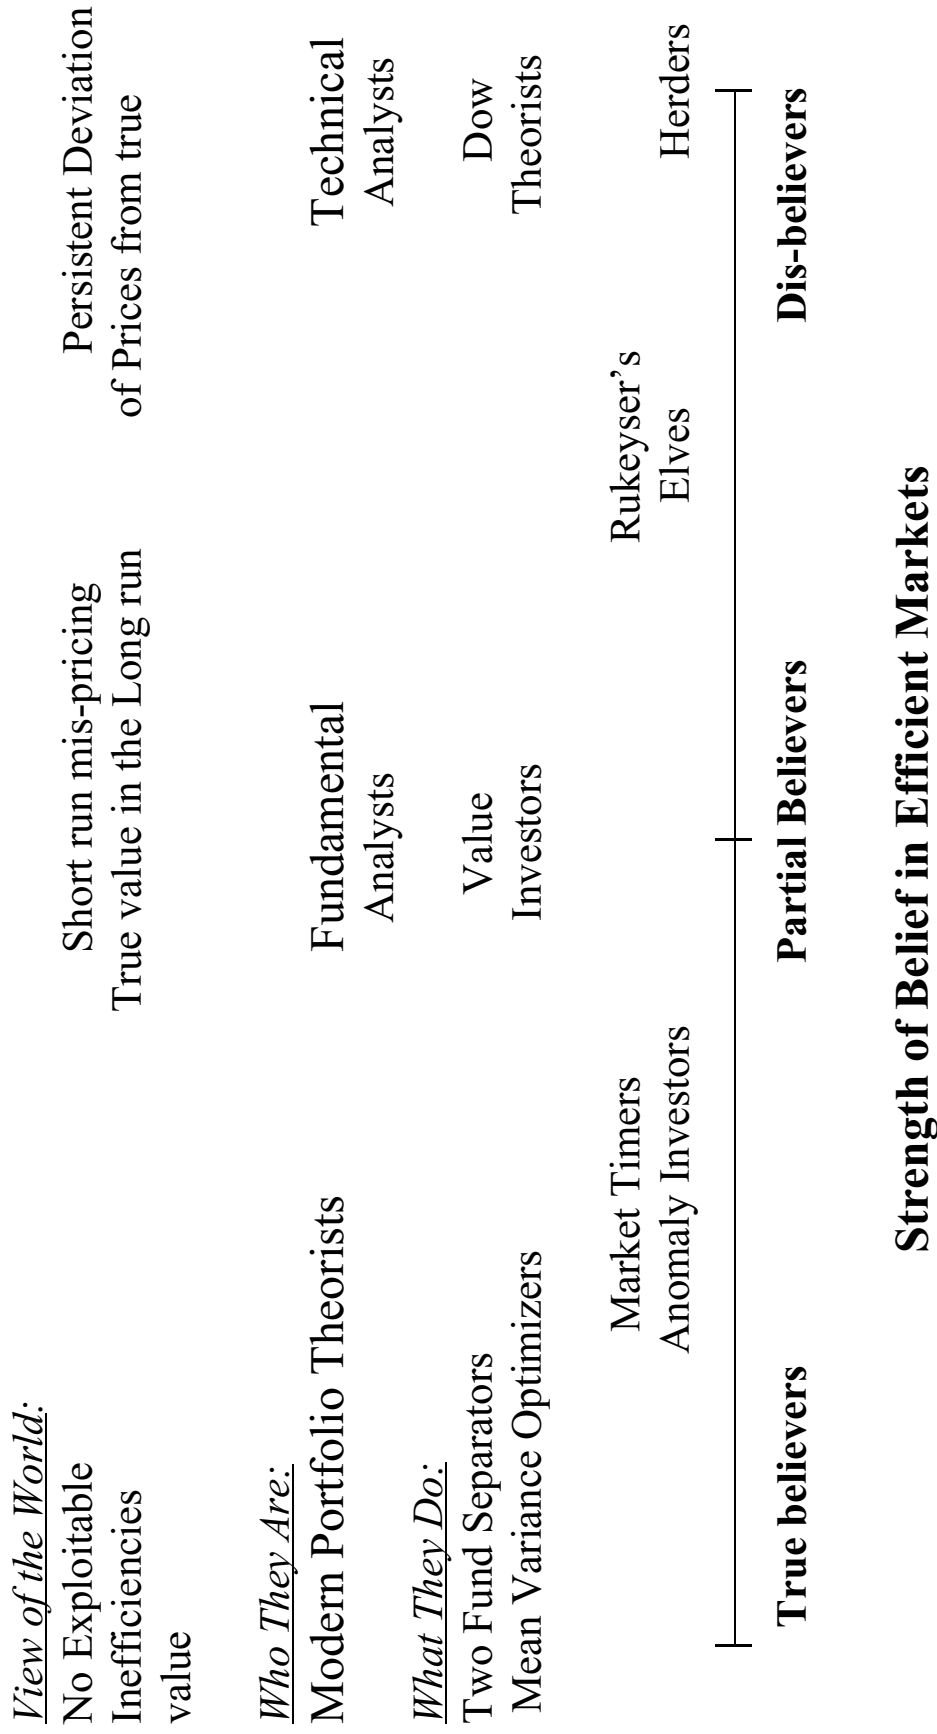 View of the World:
No Exploitable
Inefficiencies
value
Short run mis-pricing
True value in the Long run
Persistent Deviation
of Prices from true
Who They Are:
Modern Portfolio Theorists
Fundamental
Analysts
Technical
Analysts
What They Do:
Two Fund Separators
Mean Variance Optimizers
Value
Investors
Dow
Theorists
Market Timers
Anomaly Investors
Rukeyser's
Elves
Herders
True believers
Partial Believers
Dis-believers
Strength of Belief in Efficient Markets